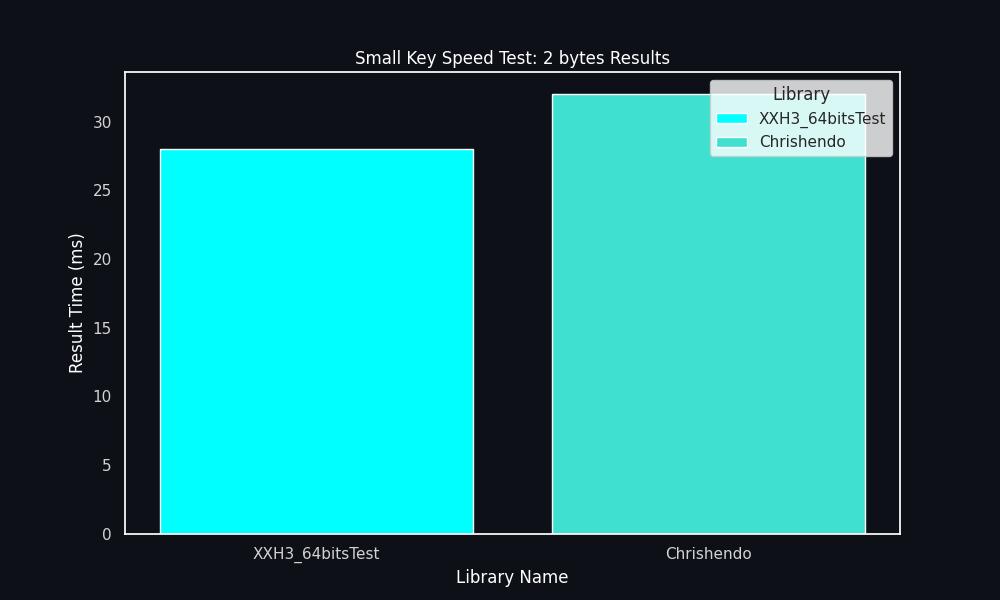 Small Key Speed Test: 2 bytes Results
Library
XXH3_64bitsTest
Chrishendo
Result Time (ms)
30
25
20
15
10
5
0
XXH3_64bitsTest
Chrishendo
Library Name